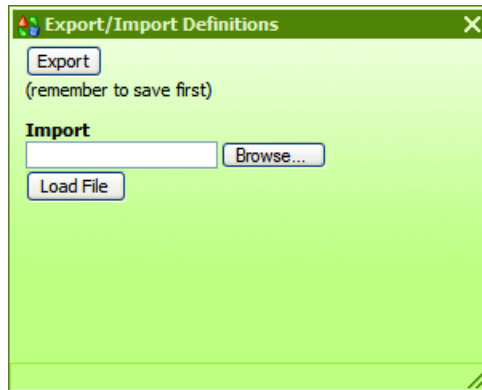 Export/Import Definitions
Export
(remember to save first)
Import
Browse...
Load File